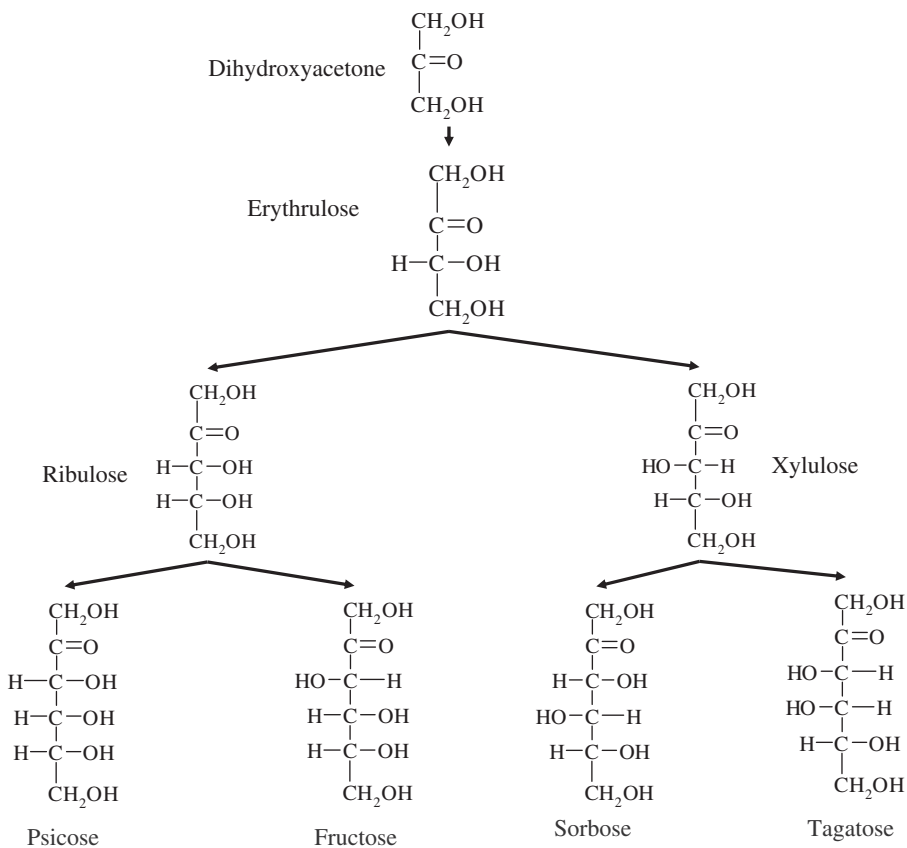 CH2OH
Dihydroxyacetone
C=O
CH2OH
CH2OH
Erythrulose
C=O
H–C–OH
CH2OH
CH2OH
C=O
Ribulose
H–C–OH
H–C–OH
CH2OH
CH2OH
C=O
HO–C–H
Xylulose
H–C–OH
CH2OH
CH2OH
C=O
H–C–OH
H–C–OH
H–C–OH
CH2OH
Psicose
CH2OH
C=O
HO–C–H
H–C–OH
H–C–OH
CH2OH
Fructose
CH2OH
C=O
H–C–OH
HO–C–H
H–C–OH
CH2OH
Sorbose
CH2OH
C=O
HO–C–H
HO–C–H
H–C–OH
CH2OH
Tagatose